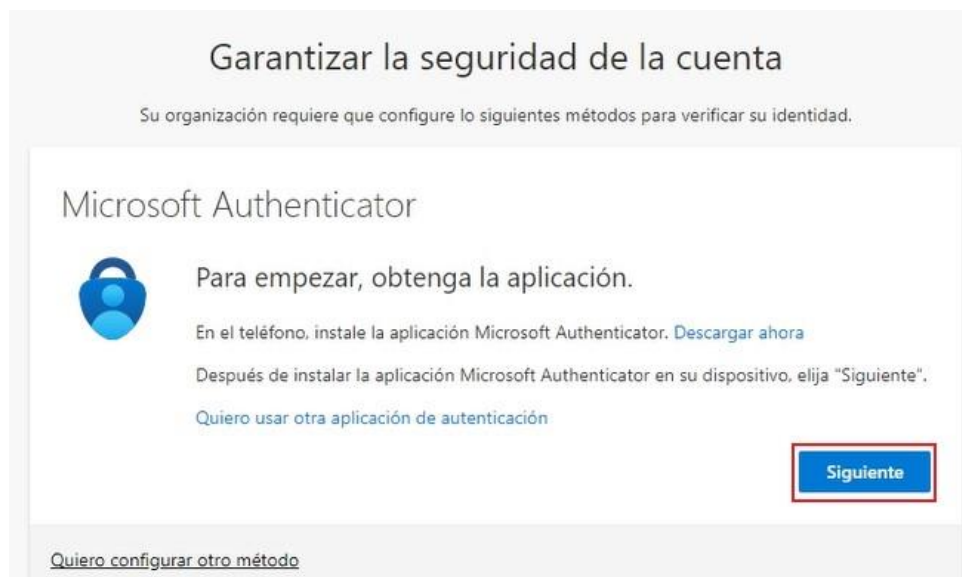 Garantizar la seguridad de la cuenta
Su organización requiere que configure lo siguientes métodos para verificar su identidad.
Microsoft Authenticator
Para empezar, obtenga la aplicación.
En el teléfono, instale la aplicación Microsoft Authenticator. Descargar ahora
Después de instalar la aplicación Microsoft Authenticator en su dispositivo, elija "Siguiente".
Quiero usar otra aplicación de autenticación
Siguiente
Quiero configurar otro método